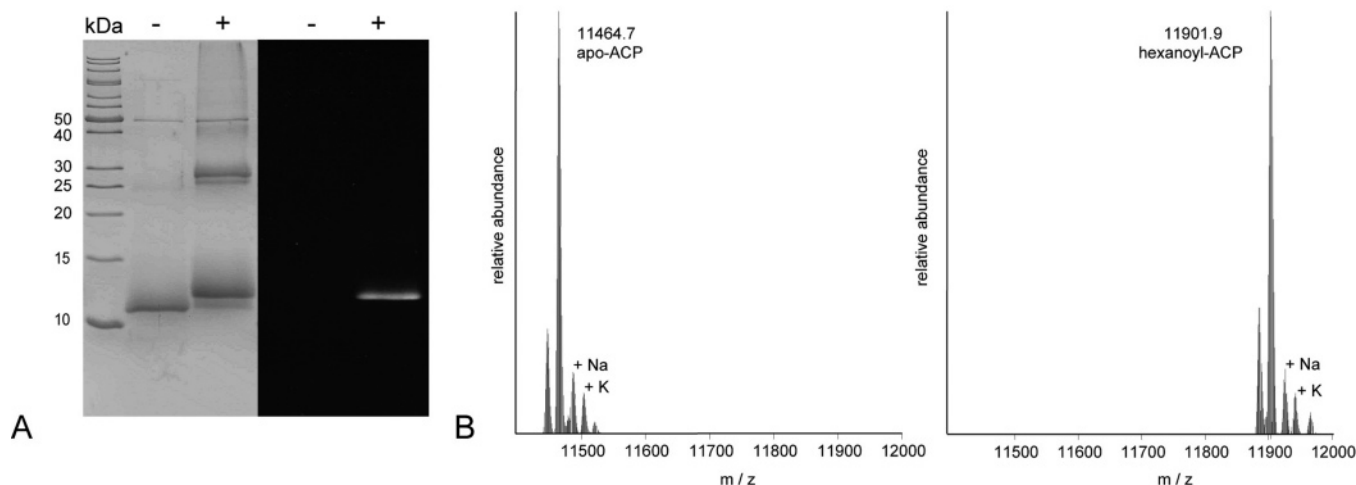 kDa - + - +
50
40
30
25
20
15
10
A
11464.7
apo-ACP
relative abundance
+ Na
+ K
11500 11600 11700 11800 11900 12000
m / z
B
11901.9
hexanoyl-ACP
relative abundance
+ Na
+ K
11500 11600 11700 11800 11900 12000
m / z